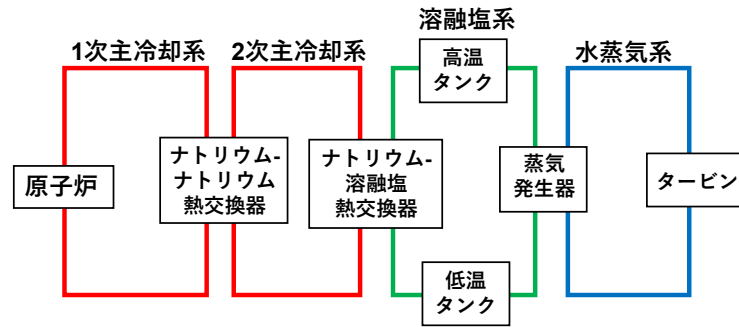 溶融塩系
1次主冷却系
2次主冷却系
水蒸気系
高温
タンク
原子炉
ナトリウム-
ナトリウム
熱交換器
ナトリウム-
溶融塩
熱交換器
蒸気
発生器
タービン
低温
タンク